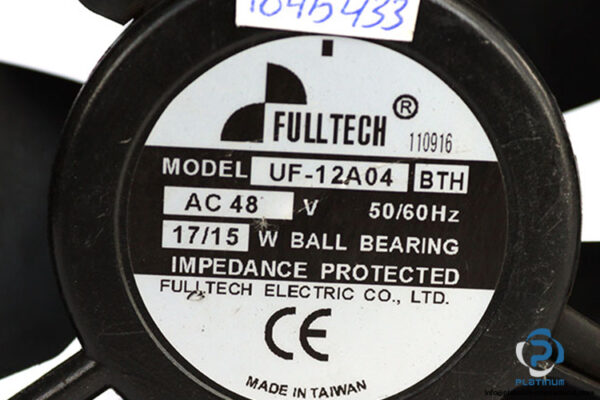 1045433
FULLTECH ®
110916
MODEL UF-12A04 BTH
AC 48 V 50/60Hz
17/15 W BALL BEARING
IMPEDANCE PROTECTED
FULLTECH ELECTRIC CO., LTD.
CE
MADE IN TAIWAN
PLATINUM